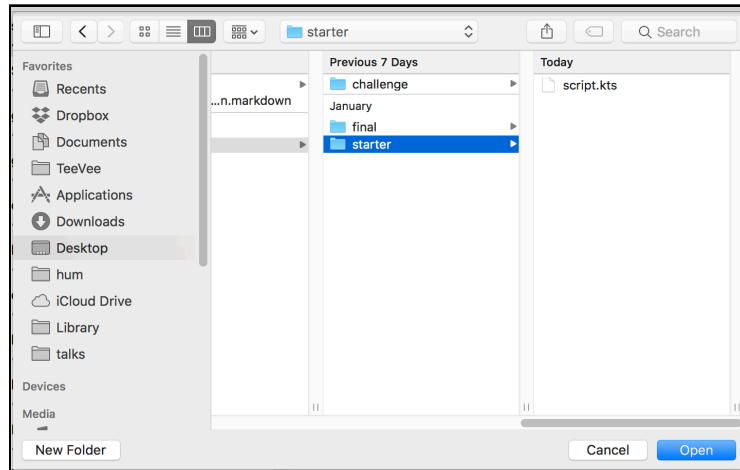 starter
Search
Favorites
Recents
Dropbox
Documents
TeeVee
Applications
Downloads
Desktop
hum
iCloud Drive
Library
talks
Devices
Media
...n.markdown
Previous 7 Days
challenge
January
final
starter
Today
script.kts
New Folder
Cancel
Open